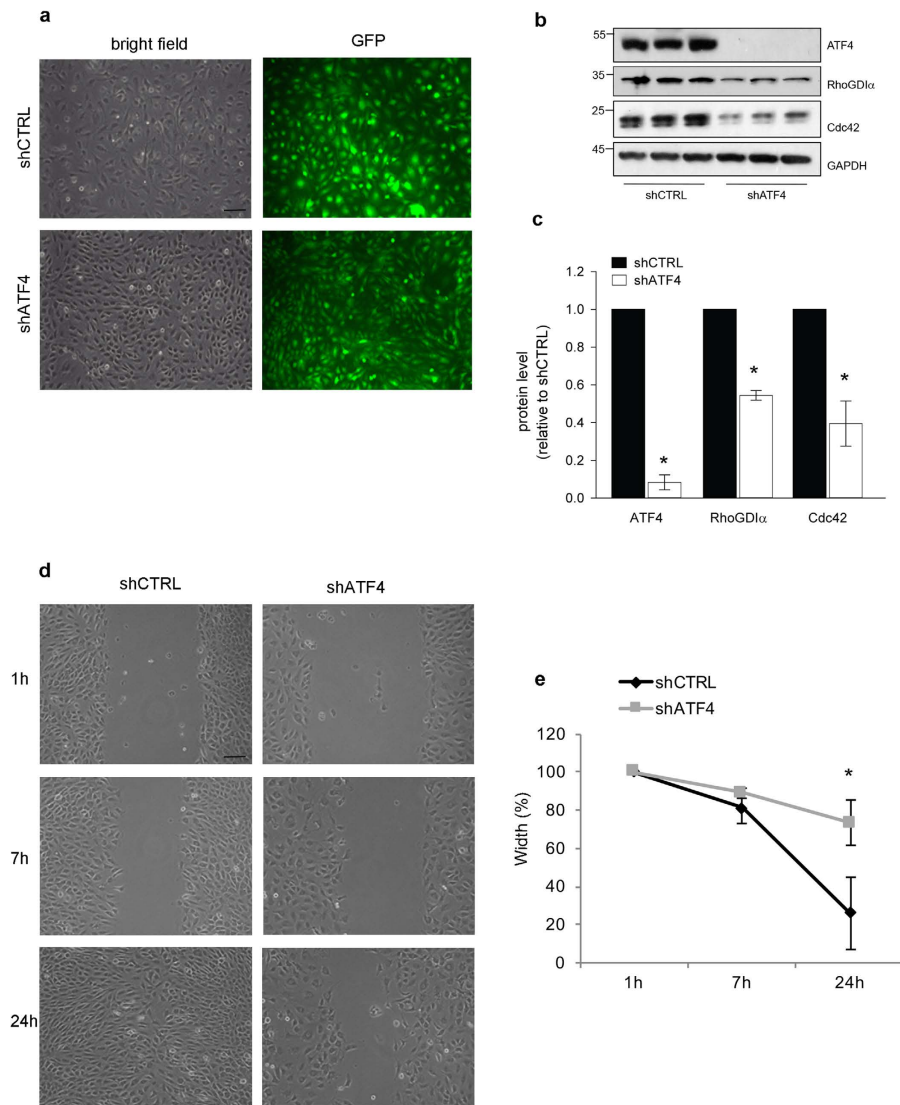 a
bright field GFP
shCTRL
shATF4
b
55 ATF4
35 RhoGDIα
25 Cdc42
45 GAPDH
shCTRL shATF4
c
shCTRL
shATF4
protein level
(relative to shCTRL)
1.2
1.0
0.8
0.6
0.4
0.2
0.0
*
*
*
ATF4 RhoGDIα Cdc42
d
shCTRL shATF4
1h
7h
24h
e
shCTRL
shATF4
Width (%)
120
100
80
60
40
20
0
*
1h 7h 24h